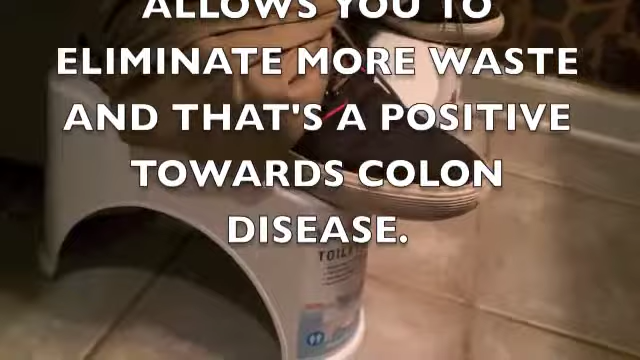 ALLOWS YOU TO
ELIMINATE MORE WASTE
AND THAT'S A POSITIVE
TOWARDS COLON
DISEASE.